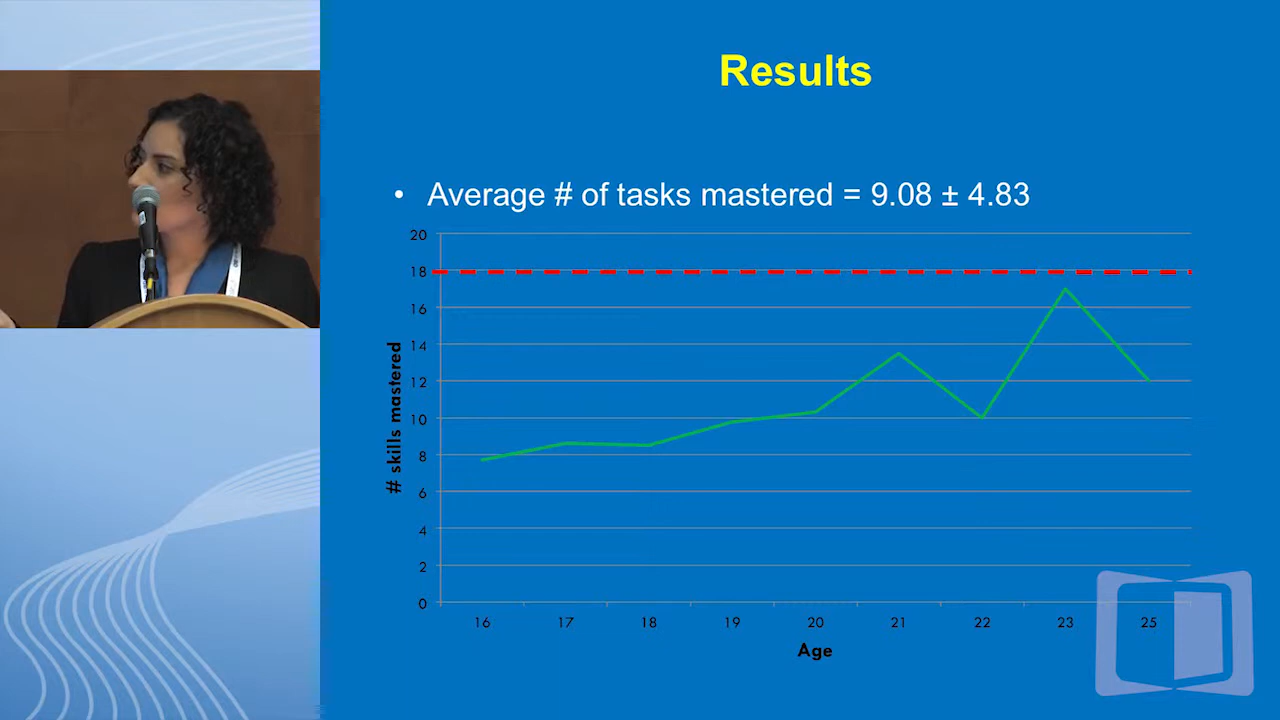 Results
• Average # of tasks mastered = 9.08 ± 4.83
20
18
16
14
12
10
8
6
4
2
0
# skills mastered
16 17 18 19 20 21 22 23 25
Age